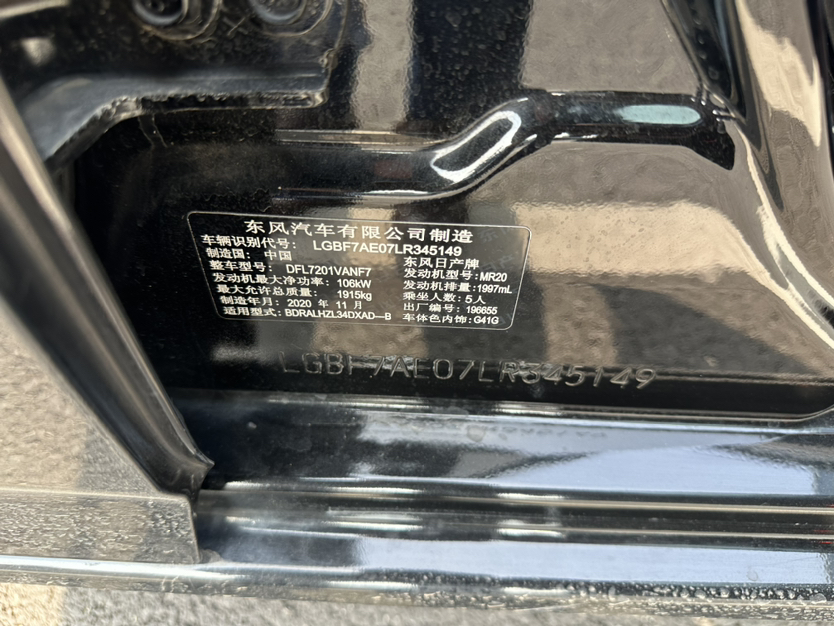 东风汽车有限公司制造
车辆识别代号: LGBF7AE07LR345149
制造国: 中国 东风日产牌
整车型号: DFL7201VANF7 发动机型号: MR20
发动机最大净功率: 106kW 发动机排量: 1997mL
最大允许总质量: 1915kg 乘坐人数: 5人
制造年月: 2020 年 11 月 出厂编号: 196655
适用型式: BDRALHZL34DXAD—B 车体色内饰: G41G
LGBF7AE07LR345149